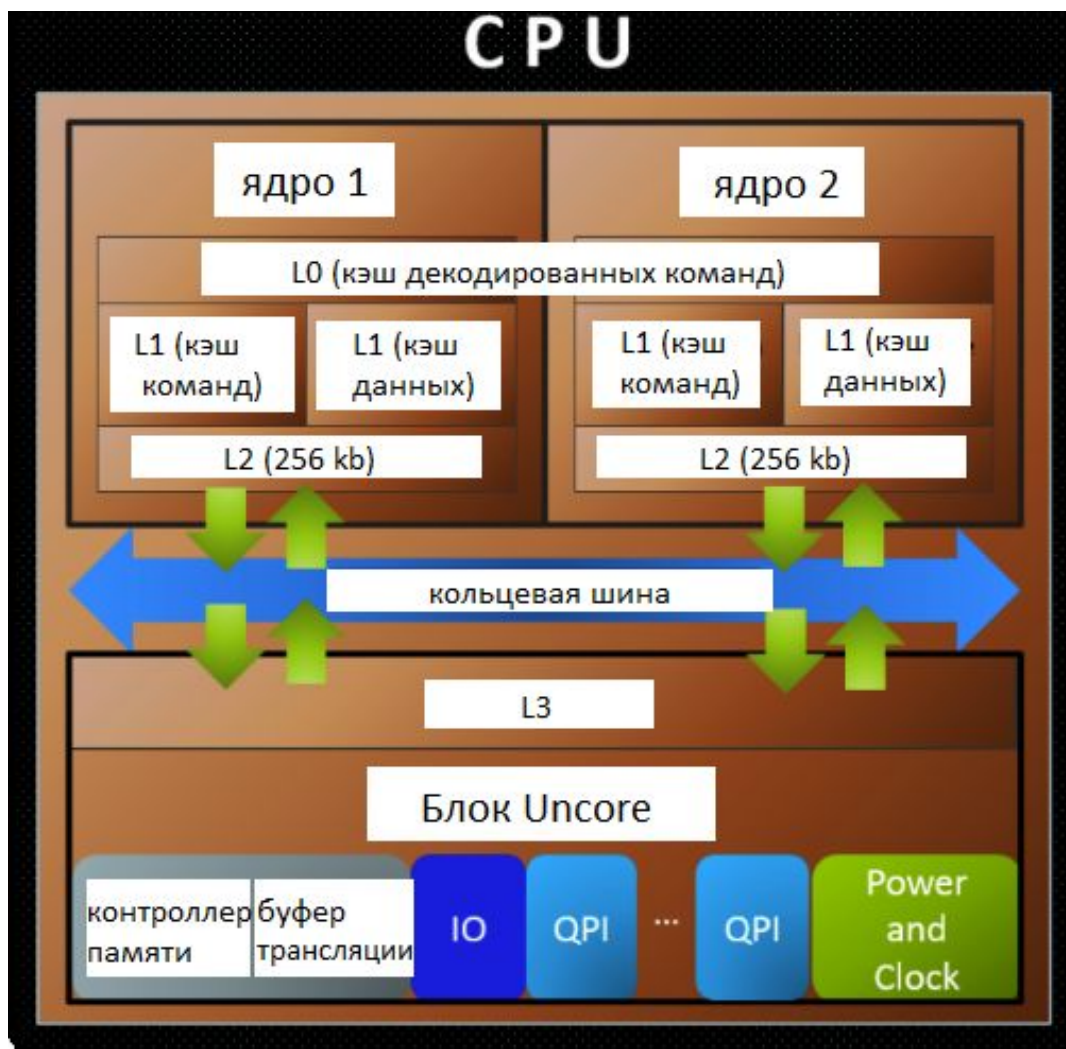 CPU
ядро 1
ядро 2
L0 (кэш декодированных команд)
L1 (кэш
команд)
L1 (кэш
данных)
L1 (кэш
команд)
L1 (кэш
данных)
L2 (256 kb)
L2 (256 kb)
кольцевая шина
L3
Блок Uncore
контроллер
памяти
буфер
трансляции
IO
QPI
...
QPI
Power
and
Clock